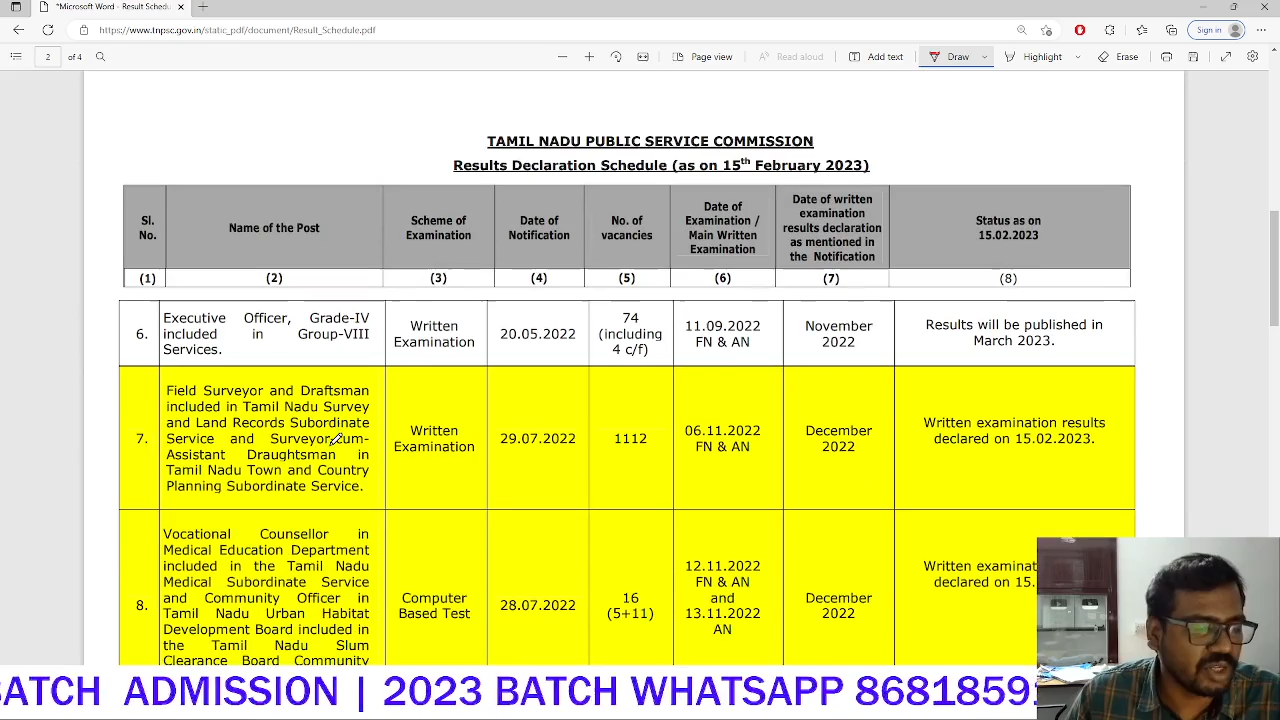 *Microsoft Word - Result Schedu
https://www.tnpsc.gov.in/static_pdf/document/Result_Schedule.pdf
Sign in
2 of 4
Page view
Read aloud
Add text
Draw
Highlight
Erase
TAMIL NADU PUBLIC SERVICE COMMISSION
Results Declaration Schedule (as on 15th February 2023)
Sl. No.
Name of the Post
Scheme of Examination
Date of Notification
No. of vacancies
Date of Examination / Main Written Examination
Date of written examination results declaration as mentioned in the Notification
Status as on 15.02.2023
(1)
(2)
(3)
(4)
(5)
(6)
(7)
(8)
6.
Executive Officer, Grade-IV
included in Group-VIII
Services.
Written
Examination
20.05.2022
74
(including
4 c/f)
11.09.2022
FN & AN
November
2022
Results will be published in
March 2023.
7.
Field Surveyor and Draftsman
included in Tamil Nadu Survey
and Land Records Subordinate
Service and Surveyor-cum-
Assistant Draughtsman in
Tamil Nadu Town and Country
Planning Subordinate Service.
Written
Examination
29.07.2022
1112
06.11.2022
FN & AN
December
2022
Written examination results
declared on 15.02.2023.
8.
Vocational Counsellor in
Medical Education Department
included in the Tamil Nadu
Medical Subordinate Service
and Community Officer in
Tamil Nadu Urban Habitat
Development Board included in
the Tamil Nadu Slum
Clearance Board Community
Computer
Based Test
28.07.2022
16
(5+11)
12.11.2022
FN & AN
and
13.11.2022
AN
December
2022
Written examinat
declared on 15.
BATCH ADMISSION | 2023 BATCH WHATSAPP 8681859